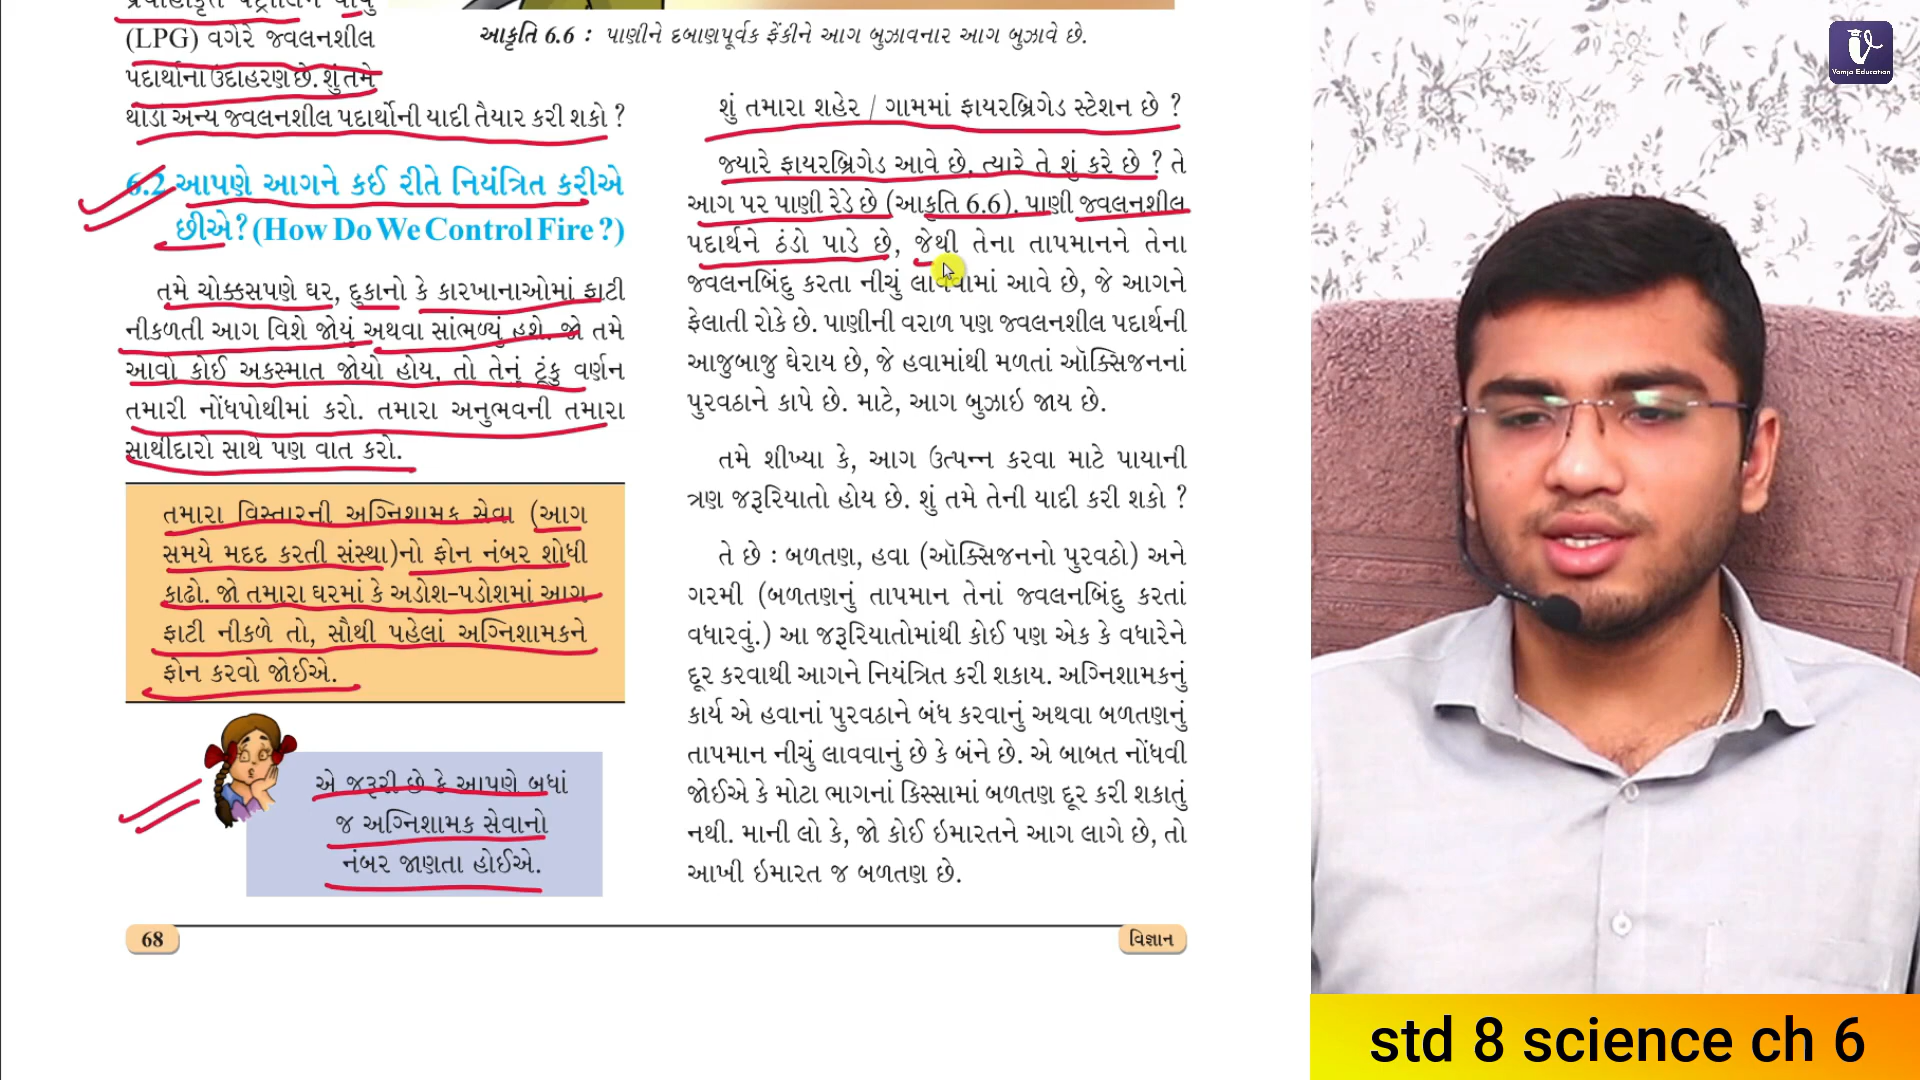 (LPG) વગેરે જ્વલનશીલ
પદાર્થોના ઉદાહરણ છે. શું તમે
થોડાં અન્ય જ્વલનશીલ પદાર્થોની યાદી તૈયાર કરી શકો ?
6.2 આપણે આગને કઈ રીતે નિયંત્રિત કરીએ
છીએ? (How Do We Control Fire ?)
તમે ચોક્કસપણે ઘર, દુકાનો કે કારખાનાઓમાં ફાટી
નીકળતી આગ વિશે જોયું અથવા સાંભળ્યું હશે. જો તમે
આવો કોઈ અકસ્માત જોયો હોય, તો તેનું ટૂંકુ વર્ણન
તમારી નોંધપોથીમાં કરો. તમારા અનુભવની તમારા
સાથીદારો સાથે પણ વાત કરો.
તમારા વિસ્તારની અગ્નિશામક સેવા (આગ
સમયે મદદ કરતી સંસ્થા)નો ફોન નંબર શોધી
કાઢો. જો તમારા ઘરમાં કે અડોશ-પડોશમાં આગ
ફાટી નીકળે તો, સૌથી પહેલાં અગ્નિશામકને
ફોન કરવો જોઈએ.
એ જરૂરી છે કે આપણે બધાં
જ અગ્નિશામક સેવાનો
નંબર જાણતા હોઈએ.
68
આકૃતિ 6.6 : પાણીને દબાણપૂર્વક ફેંકીને આગ બુઝાવનાર આગ બુઝાવે છે.
શું તમારા શહેર / ગામમાં ફાયરબ્રિગેડ સ્ટેશન છે ?
જ્યારે ફાયરબ્રિગેડ આવે છે. ત્યારે તે શું કરે છે ? તે
આગ પર પાણી રેડે છે (આકૃતિ 6.6). પાણી જ્વલનશીલ
પદાર્થને ઠંડો પાડે છે, જેથી તેના તાપમાનને તેના
જ્વલનબિંદુ કરતા નીચું લાવવામાં આવે છે, જે આગને
ફેલાતી રોકે છે. પાણીની વરાળ પણ જ્વલનશીલ પદાર્થની
આજુબાજુ ઘેરાય છે, જે હવામાંથી મળતાં ઑક્સિજનનાં
પુરવઠાને કાપે છે. માટે, આગ બુઝાઇ જાય છે.
તમે શીખ્યા કે, આગ ઉત્પન્ન કરવા માટે પાયાની
ત્રણ જરૂરિયાતો હોય છે. શું તમે તેની યાદી કરી શકો ?
તે છે : બળતણ, હવા (ઑક્સિજનનો પુરવઠો) અને
ગરમી (બળતણનું તાપમાન તેનાં જ્વલનબિંદુ કરતાં
વધારવું.) આ જરૂરિયાતોમાંથી કોઈ પણ એક કે વધારેને
દૂર કરવાથી આગને નિયંત્રિત કરી શકાય. અગ્નિશામકનું
કાર્ય એ હવાનાં પુરવઠાને બંધ કરવાનું અથવા બળતણનું
તાપમાન નીચું લાવવાનું છે કે બંને છે. એ બાબત નોંધવી
જોઈએ કે મોટા ભાગનાં કિસ્સામાં બળતણ દૂર કરી શકાતું
નથી. માની લો કે, જો કોઈ ઇમારતને આગ લાગે છે, તો
આખી ઇમારત જ બળતણ છે.
વિજ્ઞાન
Vamja Education
std 8 science ch 6